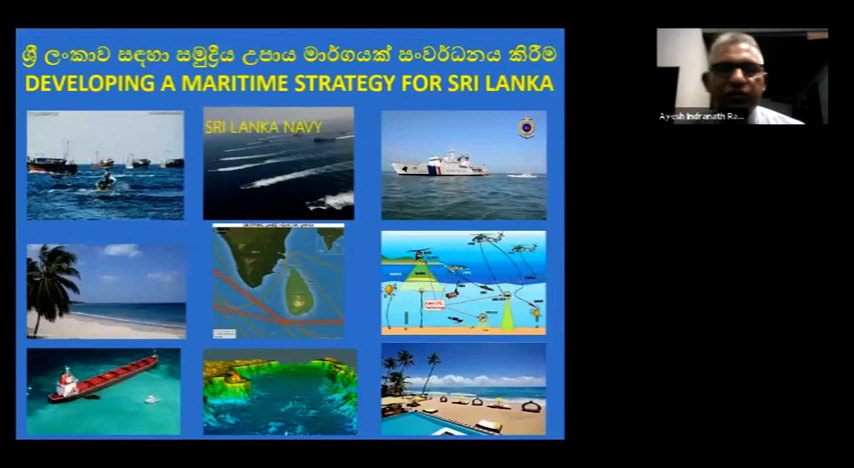 ශ්‍රී ලංකාව සඳහා සමුද්‍රීය උපාය මාර්ගයක් සංවර්ධනය කිරීම
DEVELOPING A MARITIME STRATEGY FOR SRI LANKA
SRI LANKA NAVY
Ayesh Indranath Ra...